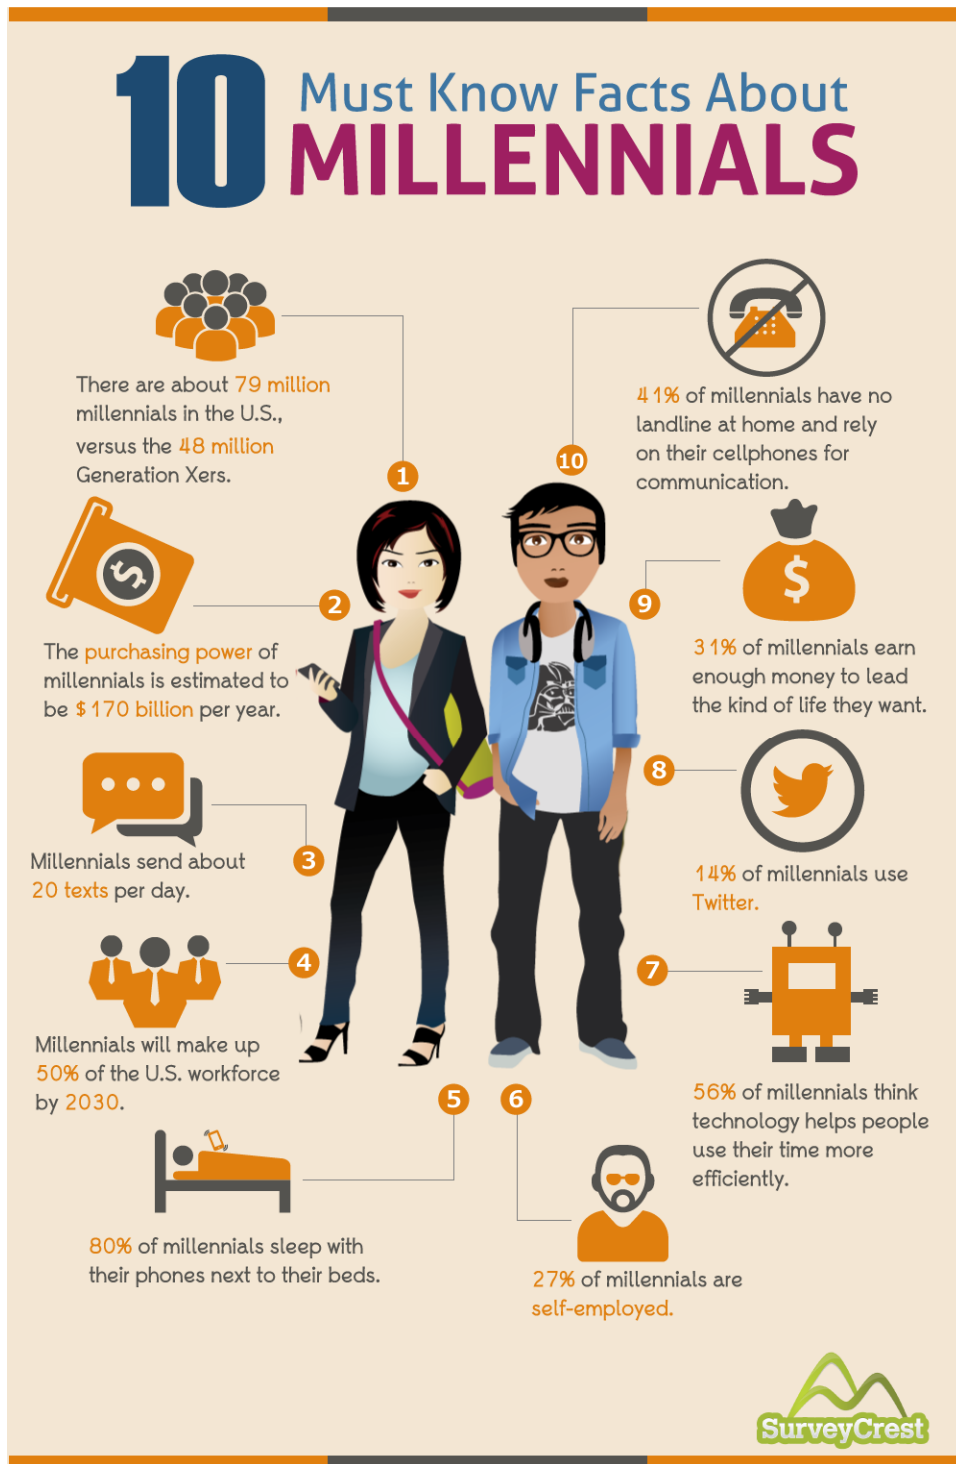 10
Must Know Facts About
MILLENNIALS
There are about 79 million
millennials in the U.S.,
versus the 48 million
Generation Xers.
1
$
2
The purchasing power of
millennials is estimated to
be $170 billion per year.
3
Millennials send about
20 texts per day.
4
Millennials will make up
50% of the U.S. workforce
by 2030.
5
80% of millennials sleep with
their phones next to their beds.
6
27% of millennials are
self-employed.
7
56% of millennials think
technology helps people
use their time more
efficiently.
8
14% of millennials use
Twitter.
9
$
31% of millennials earn
enough money to lead
the kind of life they want.
10
41% of millennials have no
landline at home and rely
on their cellphones for
communication.
SurveyCrest